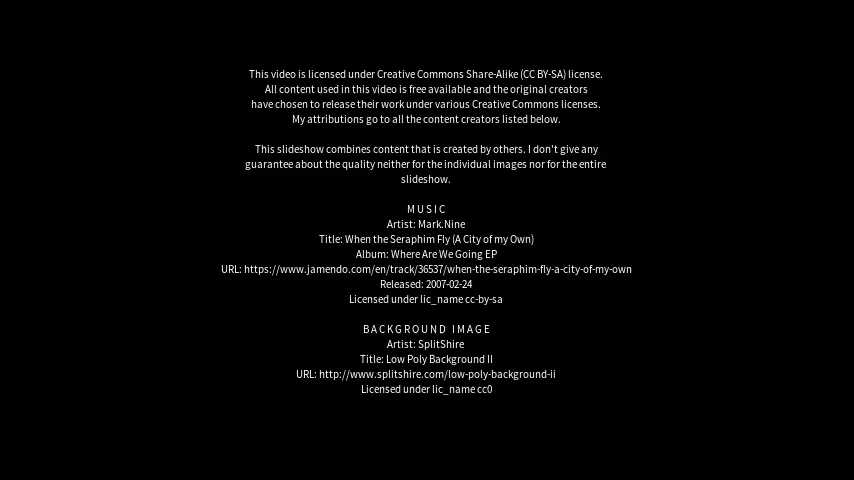 This video is licensed under Creative Commons Share-Alike (CC BY-SA) license.
All content used in this video is free available and the original creators
have chosen to release their work under various Creative Commons licenses.
My attributions go to all the content creators listed below.
This slideshow combines content that is created by others. I don't give any
guarantee about the quality neither for the individual images nor for the entire
slideshow.
MUSIC
Artist: Mark.Nine
Title: When the Seraphim Fly (A City of my Own)
Album: Where Are We Going EP
URL: https://www.jamendo.com/en/track/36537/when-the-seraphim-fly-a-city-of-my-own
Released: 2007-02-24
Licensed under lic_name cc-by-sa
BACKGROUND IMAGE
Artist: SplitShire
Title: Low Poly Background II
URL: http://www.splitshire.com/low-poly-background-ii
Licensed under lic_name cc0